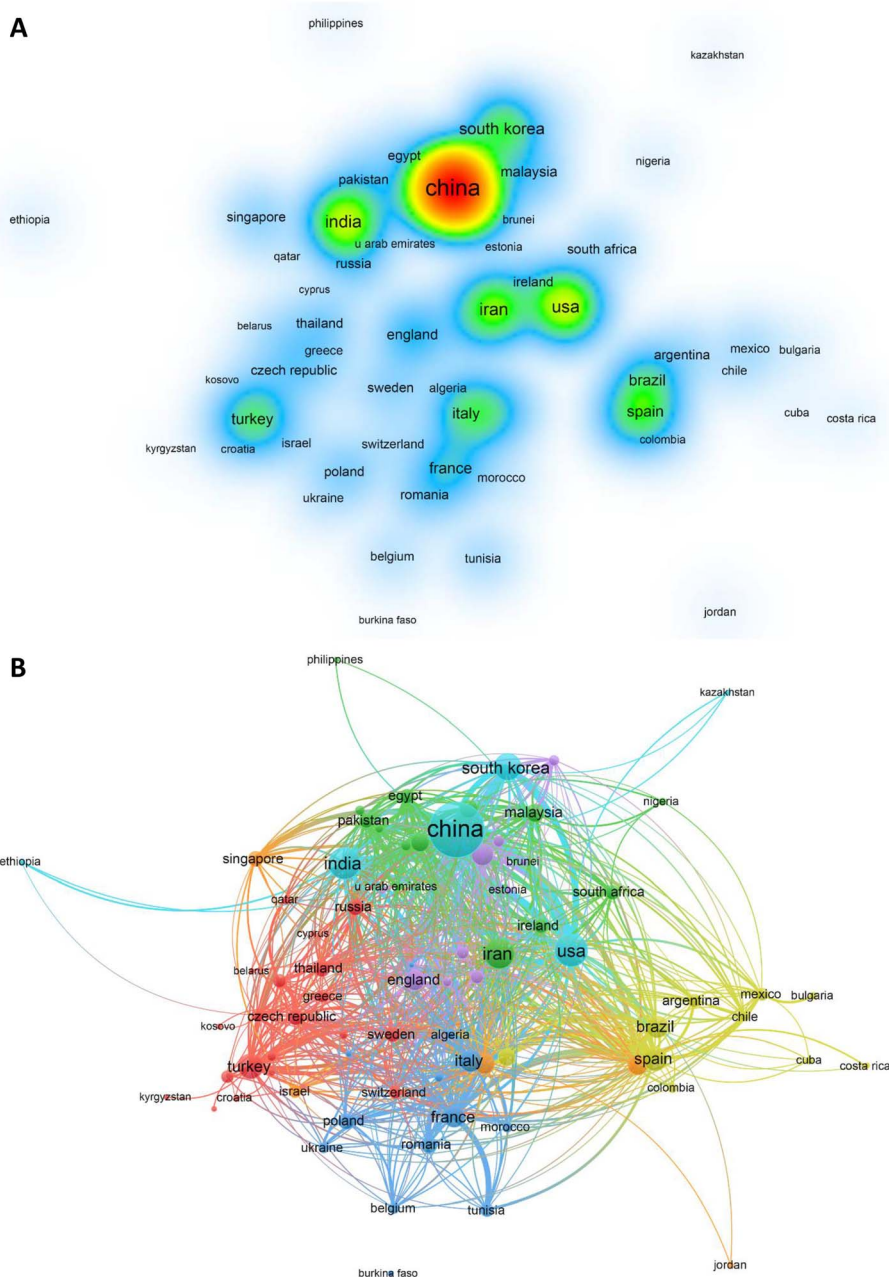 A
philippines
kazakhstan
south korea
egypt
nigeria
malaysia
pakistan
china
ethiopia
singapore
india
brunei
u arab emirates
estonia
south africa
qatar
russia
ireland
cyprus
iran
usa
belarus
thailand
england
greece
mexico
bulgaria
argentina
czech republic
chile
kosovo
brazil
sweden
algeria
turkey
italy
spain
cuba
costa rica
kyrgyzstan
croatia
israel
switzerland
colombia
poland
france
morocco
ukraine
romania
belgium
tunisia
jordan
burkina faso
B
philippines
kazakhstan
south korea
egypt
nigeria
pakistan
china
malaysia
ethiopia
singapore
india
brunei
u arab emirates
estonia
south africa
qatar
russia
ireland
cyprus
iran
usa
belarus
thailand
england
greece
mexico
bulgaria
argentina
czech republic
chile
kosovo
brazil
sweden
algeria
turkey
italy
spain
cuba
costa rica
kyrgyzstan
croatia
israel
switzerland
colombia
poland
france
morocco
ukraine
romania
belgium
tunisia
jordan
burkina faso